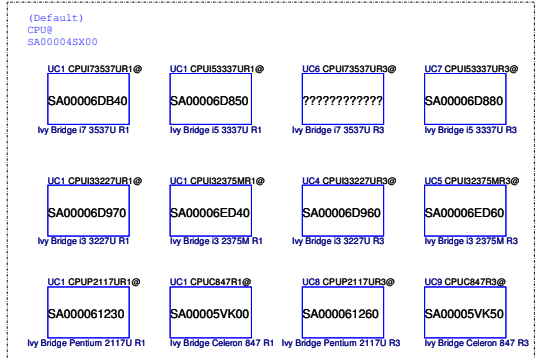 (Default)
CPU@
SA00004SX00
UC1 CPUI73537UR1@ UC1 CPUI53337UR1@ UC6 CPUI73537UR3@ UC7 CPUI53337UR3@
SA00006DB40 SA00006D850 ???????????? SA00006D880
Ivy Bridge i7 3537U R1 Ivy Bridge i5 3337U R1 Ivy Bridge i7 3537U R3 Ivy Bridge i5 3337U R3
UC1 CPUI33227UR1@ UC1 CPUI32375MR1@ UC4 CPUI33227UR3@ UC5 CPUI32375MR3@
SA00006D970 SA00006ED40 SA00006D960 SA00006ED60
Ivy Bridge i3 3227U R1 Ivy Bridge i3 2375M R1 Ivy Bridge i3 3227U R3 Ivy Bridge i3 2375M R3
UC1 CPUP2117UR1@ UC1 CPUC847R1@ UC8 CPUP2117UR3@ UC9 CPUC847R3@
SA000061230 SA00005VK00 SA000061260 SA00005VK50
Ivy Bridge Pentium 2117U R1 Ivy Bridge Celeron 847 R1 Ivy Bridge Pentium 2117U R3 Ivy Bridge Celeron 847 R3